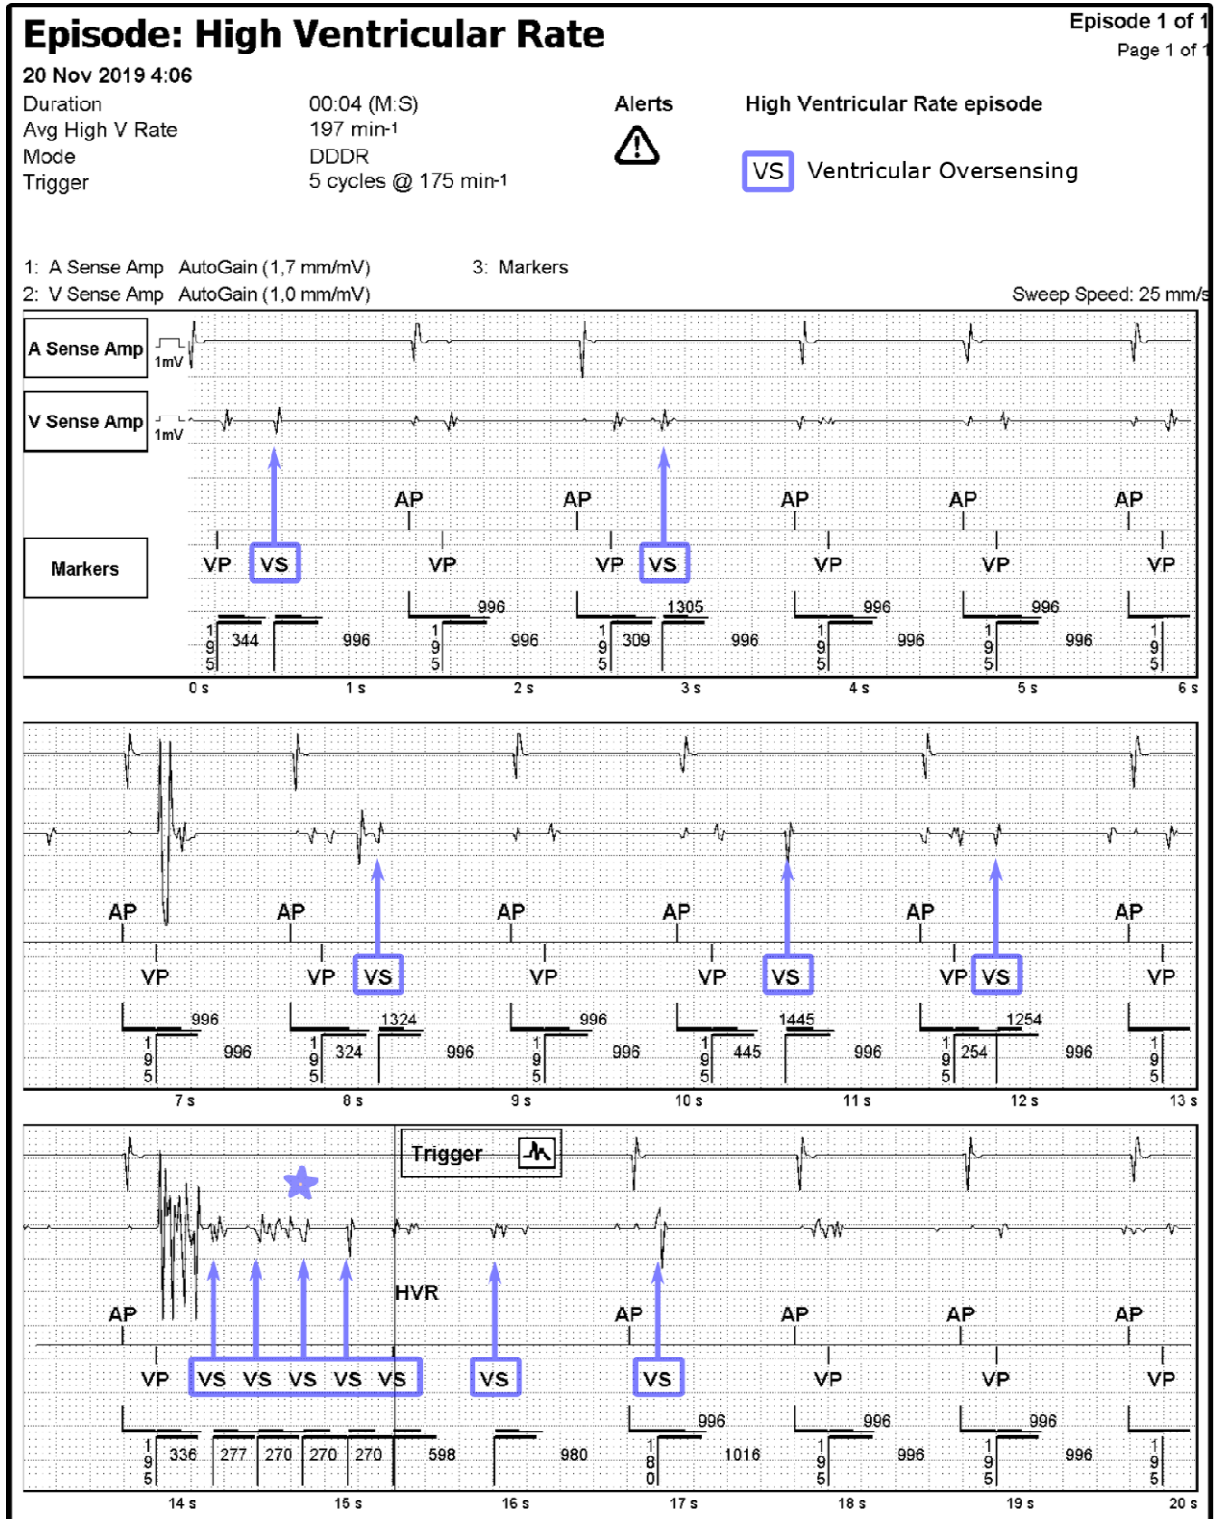 Episode: High Ventricular Rate
Episode 1 of 1
Page 1 of 1
20 Nov 2019 4:06
Duration 00:04 (M:S) Alerts High Ventricular Rate episode
Avg High V Rate 197 min-1
Mode DDDR
Trigger 5 cycles @ 175 min-1
VS Ventricular Oversensing
1: A Sense Amp AutoGain (1,7 mm/mV) 3: Markers
2: V Sense Amp AutoGain (1,0 mm/mV) Sweep Speed: 25 mm/s
A Sense Amp 1mV
V Sense Amp 1mV
AP AP AP AP AP
Markers VP VS VP VP VS VP VP VP
996 1305 996 996
195 344 996 195 996 195 309 996 195 996 195 996 195
0 s 1 s 2 s 3 s 4 s 5 s 6 s
AP AP AP AP AP AP
VP VP VS VP VP VS VP VS VP
996 1324 996 1445 1254
195 996 195 324 996 195 996 195 445 996 195 254 996 195
7 s 8 s 9 s 10 s 11 s 12 s 13 s
Trigger
HVR
AP AP AP AP AP
VP VS VS VS VS VS VS VS VP VP VP
996 996 996
195 336 277 270 270 270 598 980 180 1016 195 996 195 996 195
14 s 15 s 16 s 17 s 18 s 19 s 20 s